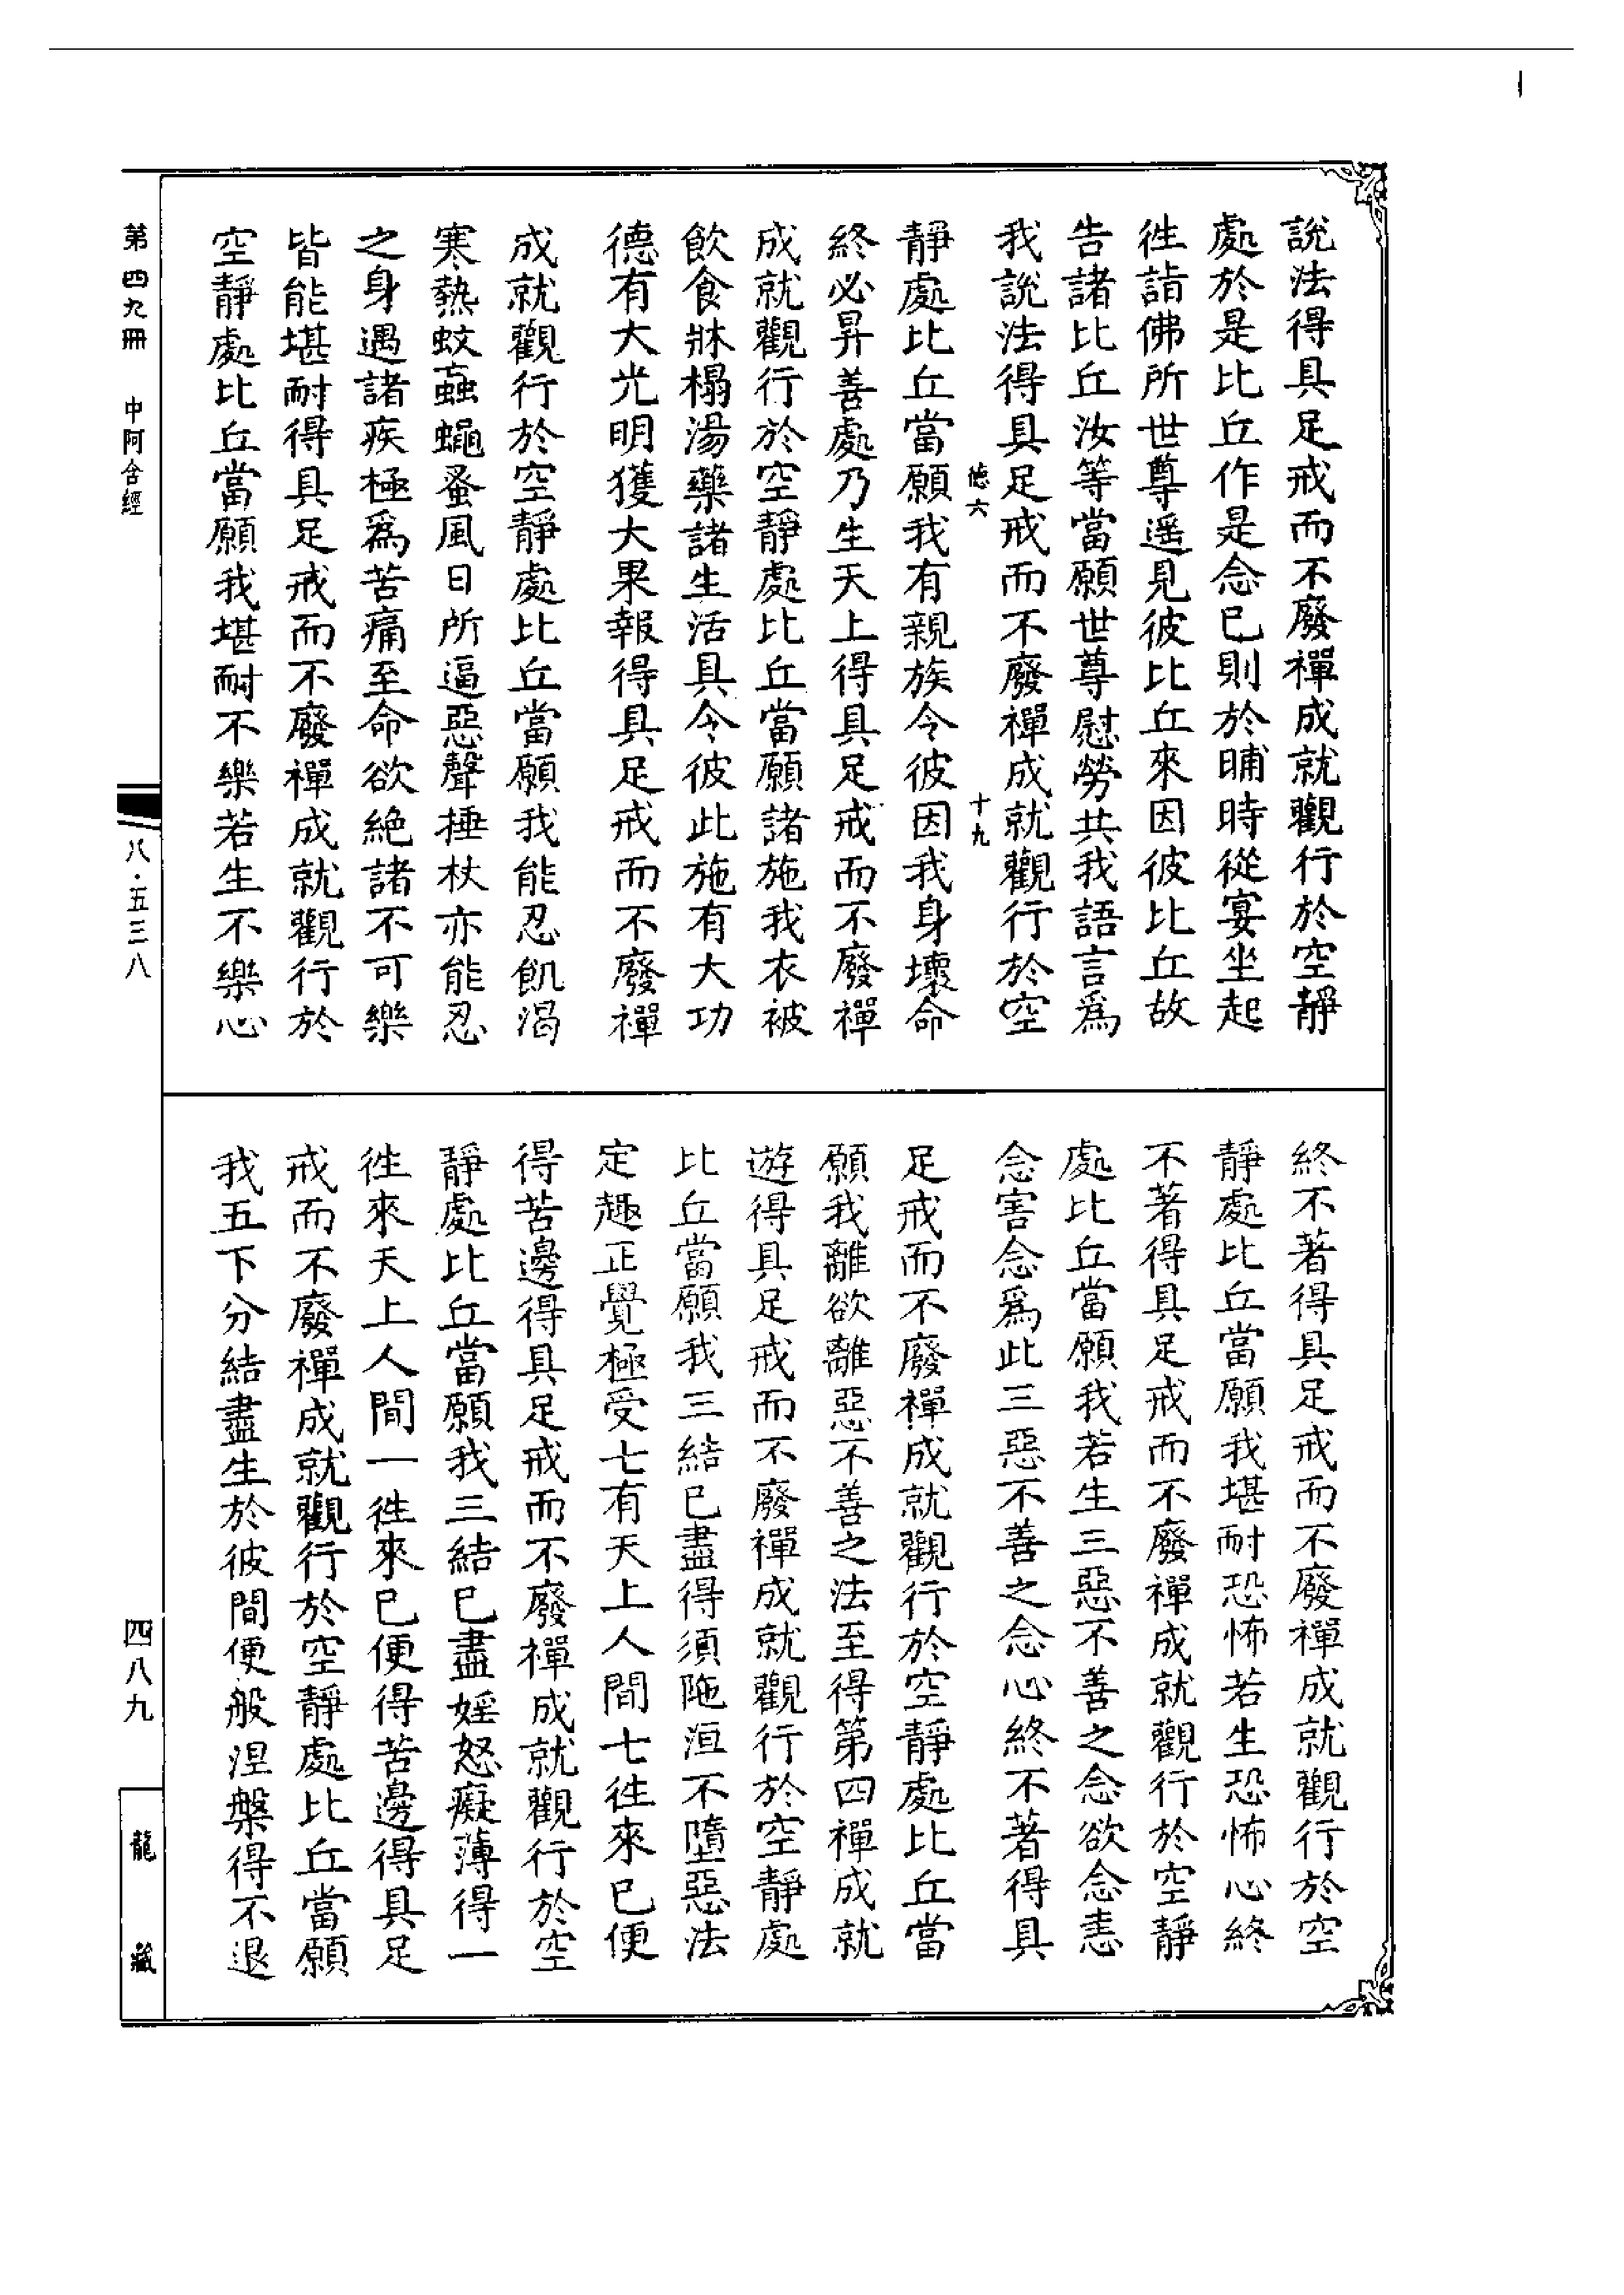 說法得具足戒而不廢禪成就觀行於空靜
處於是比丘作是念已則於晡時從宴坐起
徃詣佛所世尊遥見彼比丘來因彼比丘故
告諸比丘汝等當願世尊慰勞共我語言爲
我說法得具足戒而不廢禪成就觀行於空
德六 十九
靜處比丘當願我有親族令彼因我身壞命
終必昇善處乃生天上得具足戒而不廢禪
成就觀行於空靜處比丘當願諸施我衣被
飲食牀榻湯藥諸生活具令彼此施有大功
德有大光明獲大果報得具足戒而不廢禪
成就觀行於空靜處比丘當願我能忍飢渴
寒熱蚊蝱蠅蚤風日所逼惡聲捶杖亦能忍
之身遇諸疾極爲苦痛至命欲絶諸不可樂
皆能堪耐得具足戒而不廢禪成就觀行於
空靜處比丘當願我堪耐不樂若生不樂心
終不著得具足戒而不廢禪成就觀行於空
靜處比丘當願我堪耐恐怖若生恐怖心終
不著得具足戒而不廢禪成就觀行於空靜
處比丘當願我若生三惡不善之念欲念恚
念害念爲此三惡不善之念心終不著得具
足戒而不廢禪成就觀行於空靜處比丘當
願我離欲離惡不善之法至得第四禪成就
遊得具足戒而不廢禪成就觀行於空靜處
比丘當願我三結已盡得須陁洹不墮惡法
定趣正覺極受七有天上人間七徃來已便
得苦邊得具足戒而不廢禪成就觀行於空
靜處比丘當願我三結已盡婬怒癡薄得一
徃來天上人間一徃來已便得苦邊得具足
戒而不廢禪成就觀行於空靜處比丘當願
我五下分結盡生於彼間便般涅槃得不退
第四九冊 中阿含經
八·五三八
四八九
龍藏